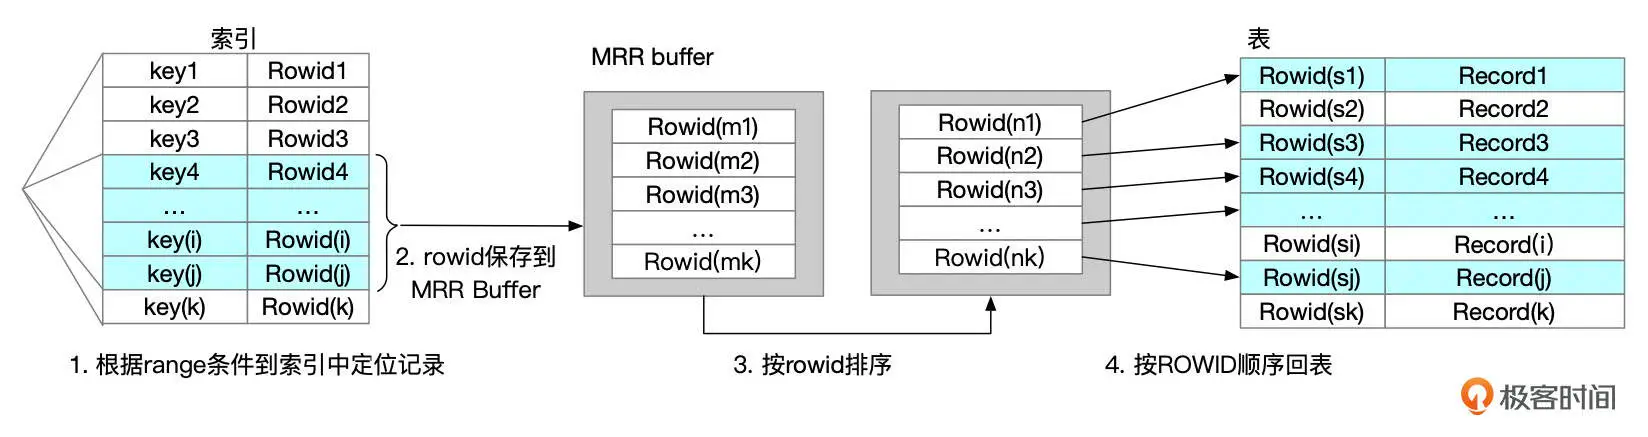 索引
key1 Rowid1
key2 Rowid2
key3 Rowid3
key4 Rowid4
... ...
key(i) Rowid(i)
key(j) Rowid(j)
key(k) Rowid(k)
1. 根据range条件到索引中定位记录
2. rowid保存到
MRR Buffer
MRR buffer
Rowid(m1)
Rowid(m2)
Rowid(m3)
...
Rowid(mk)
3. 按rowid排序
Rowid(n1)
Rowid(n2)
Rowid(n3)
...
Rowid(nk)
表
Rowid(s1) Record1
Rowid(s2) Record2
Rowid(s3) Record3
Rowid(s4) Record4
... ...
Rowid(si) Record(i)
Rowid(sj) Record(j)
Rowid(sk) Record(k)
4. 按ROWID顺序回表
极客时间